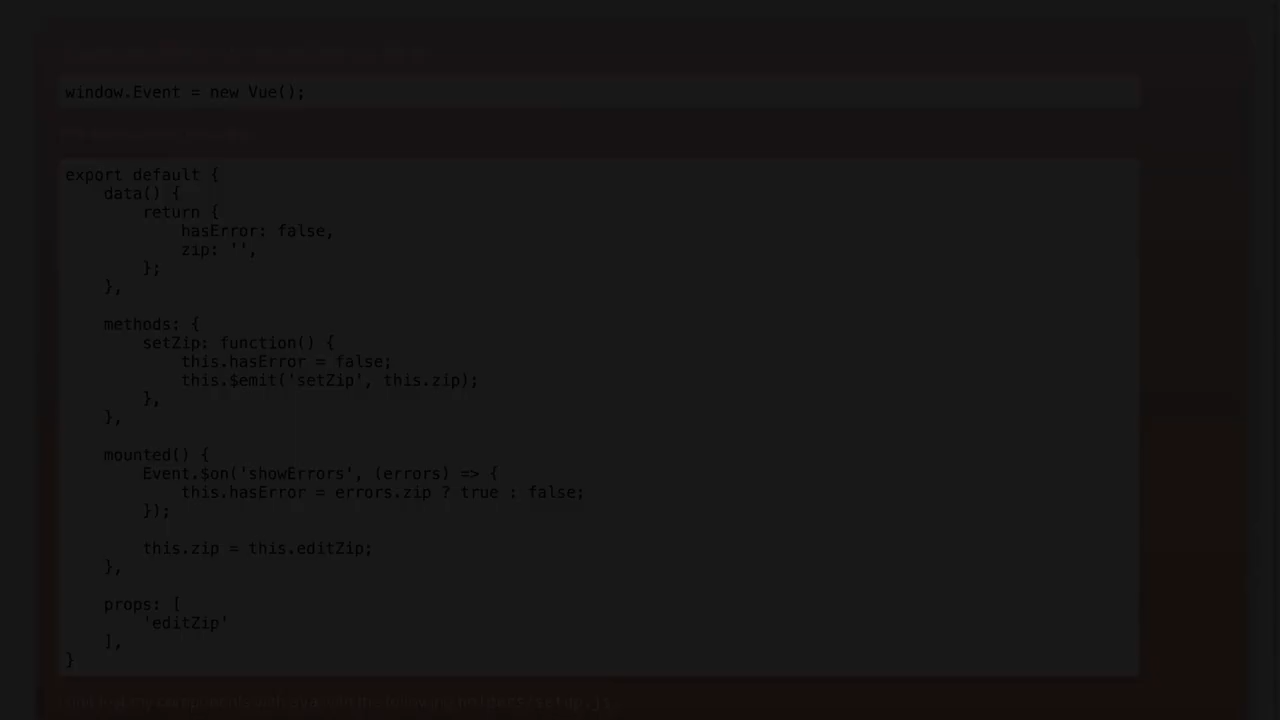 window.Event = new Vue();
export default {
    data() {
        return {
            hasError: false,
            zip: '',
        };
    },

    methods: {
        setZip: function() {
            this.hasError = false;
            this.$emit('setZip', this.zip);
        },
    },

    mounted() {
        Event.$on('showErrors', (errors) => {
            this.hasError = errors.zip ? true : false;
        });

        this.zip = this.editZip;
    },

    props: [
        'editZip'
    ],
}